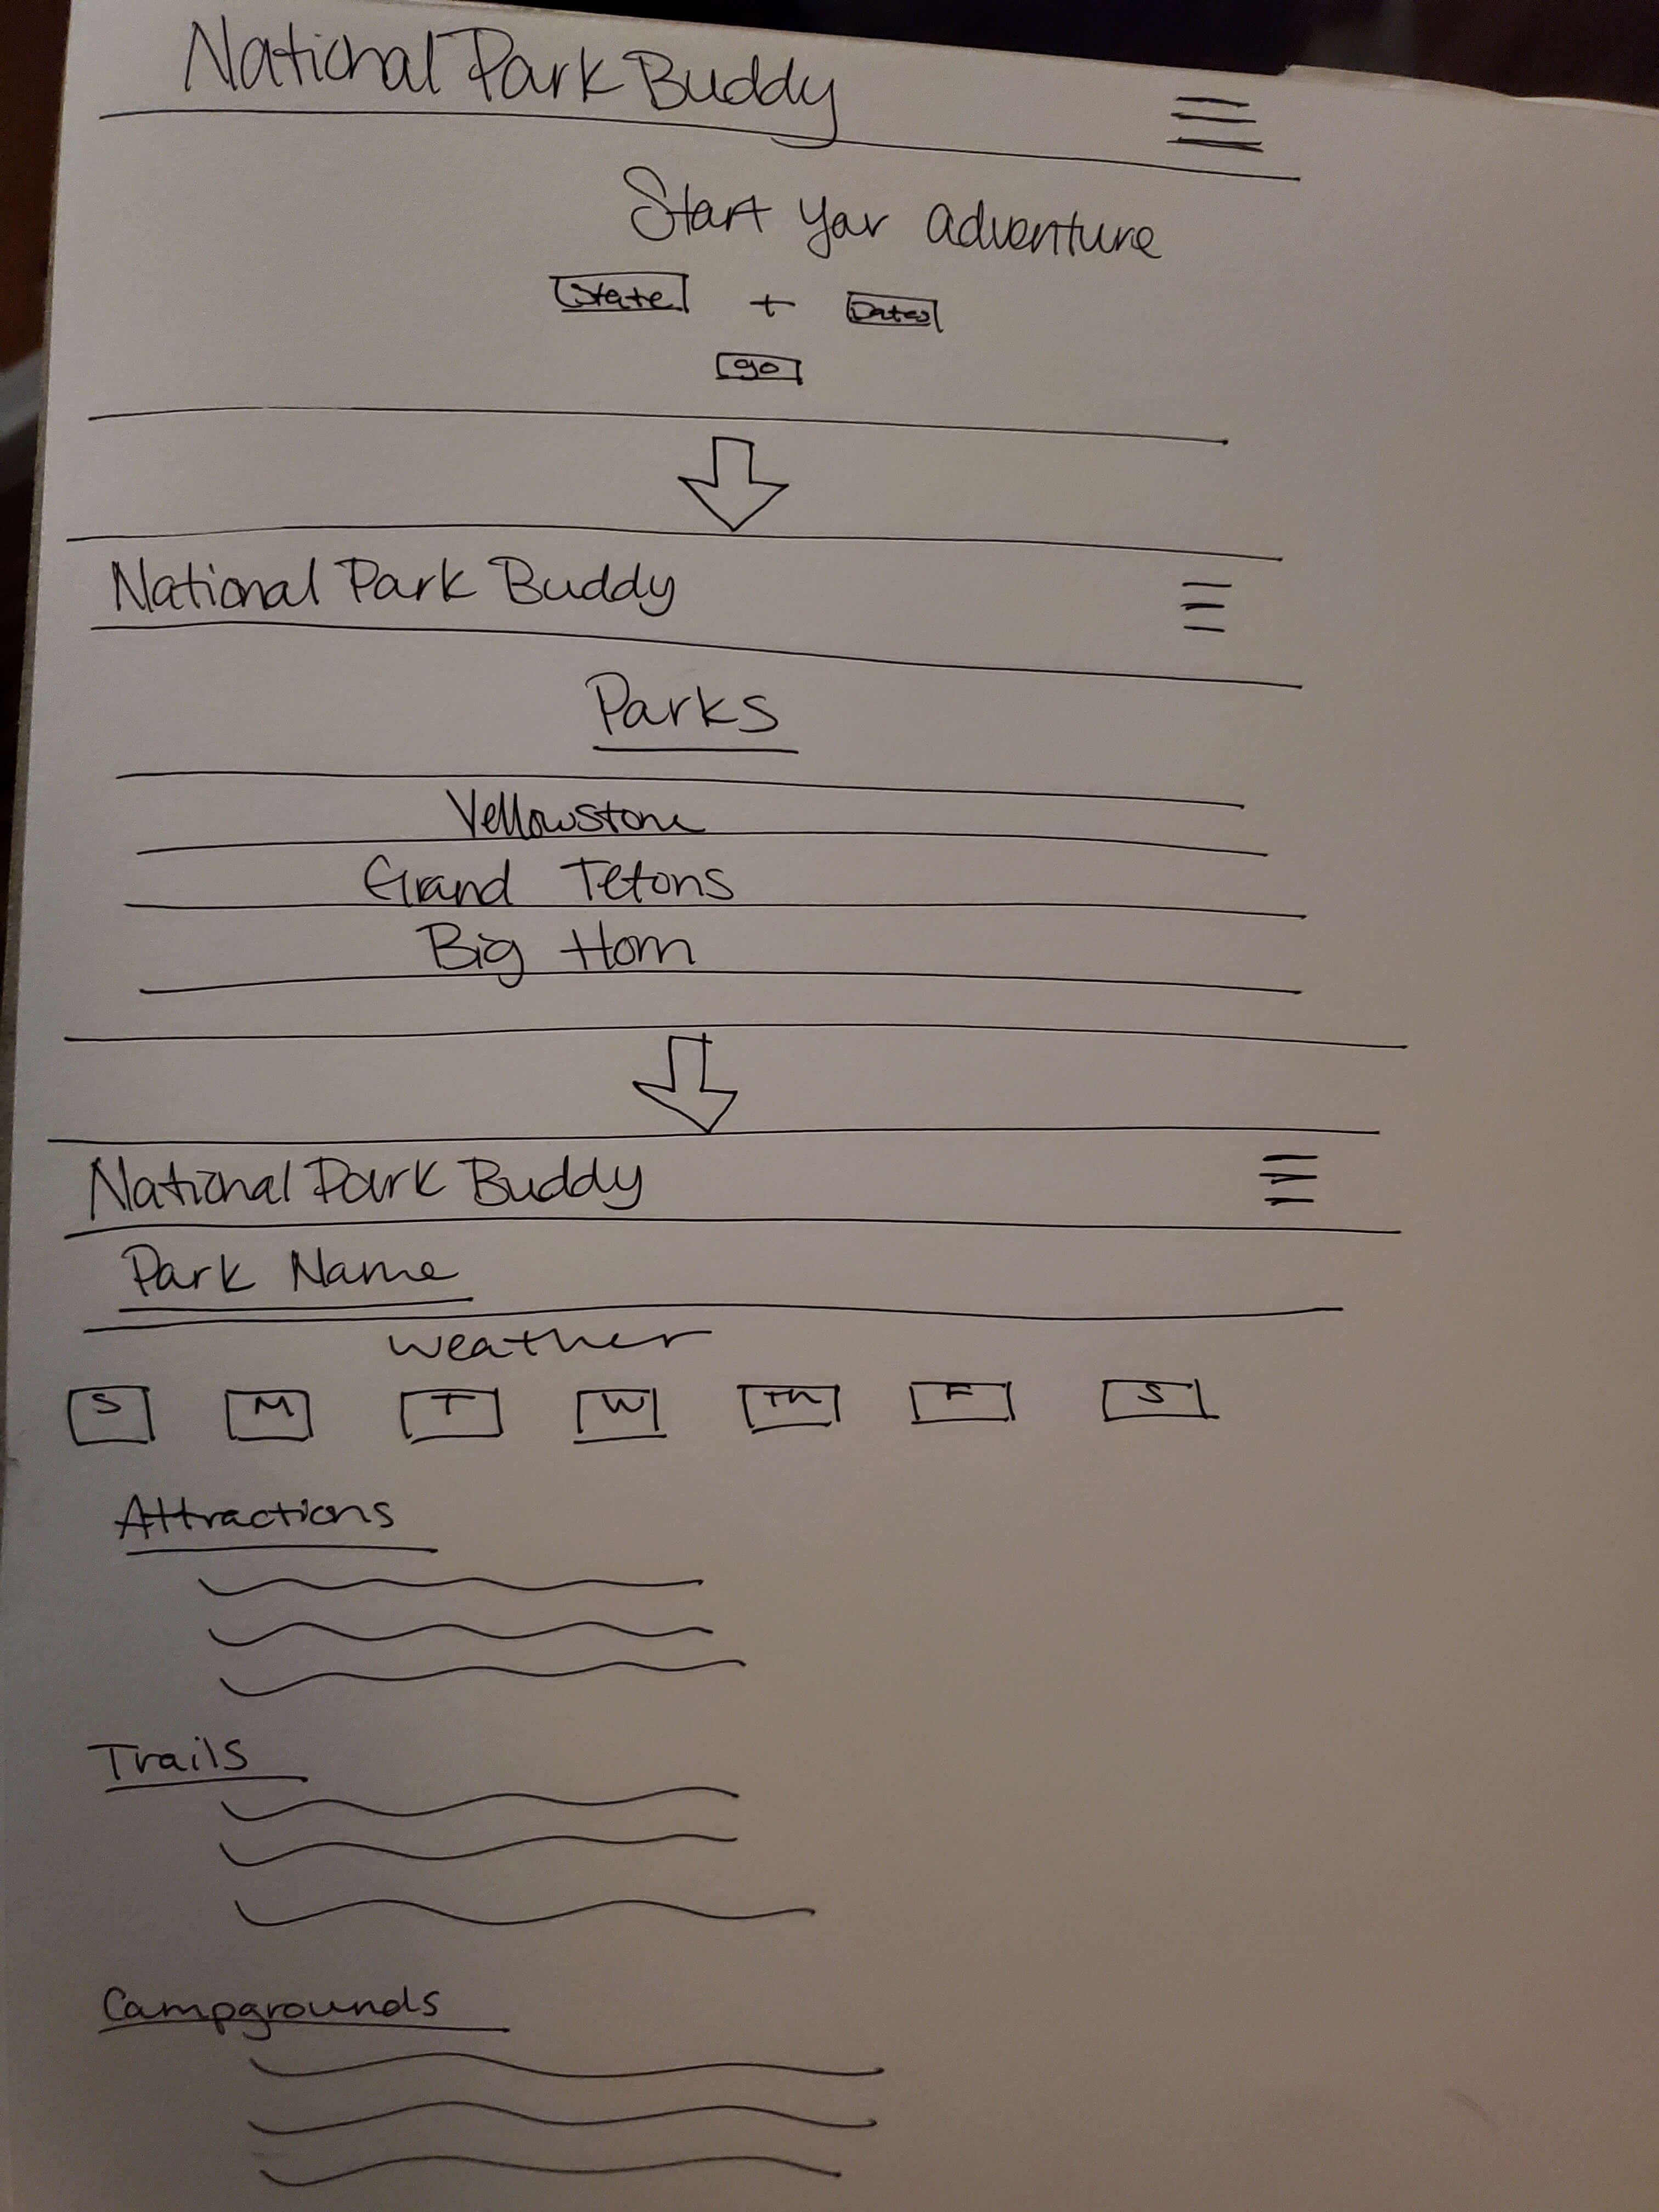 National Park Buddy
Start your adventure
State + Dates
go
National Park Buddy
Parks
Yellowstone
Grand Tetons
Big Horn
National Park Buddy
Park Name
Weather
S M T W Th F S
Attractions
Trails
Campgrounds